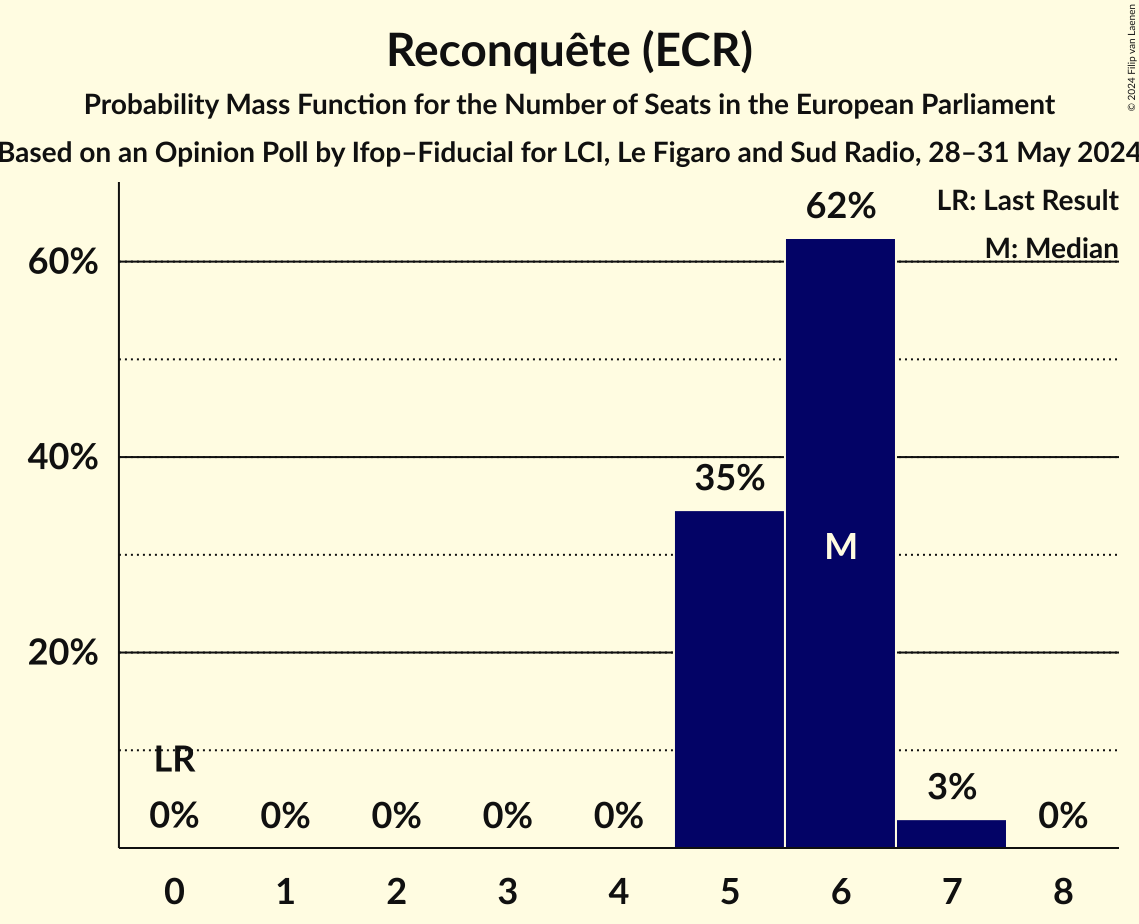 Reconquête (ECR)
Probability Mass Function for the Number of Seats in the European Parliament
Based on an Opinion Poll by Ifop–Fiducial for LCI, Le Figaro and Sud Radio, 28–31 May 2024
© 2024 Filip van Laenen
LR: Last Result
M: Median
62%
60%
40%
35%
M
20%
LR
3%
0% 0% 0% 0% 0% 0%
0 1 2 3 4 5 6 7 8